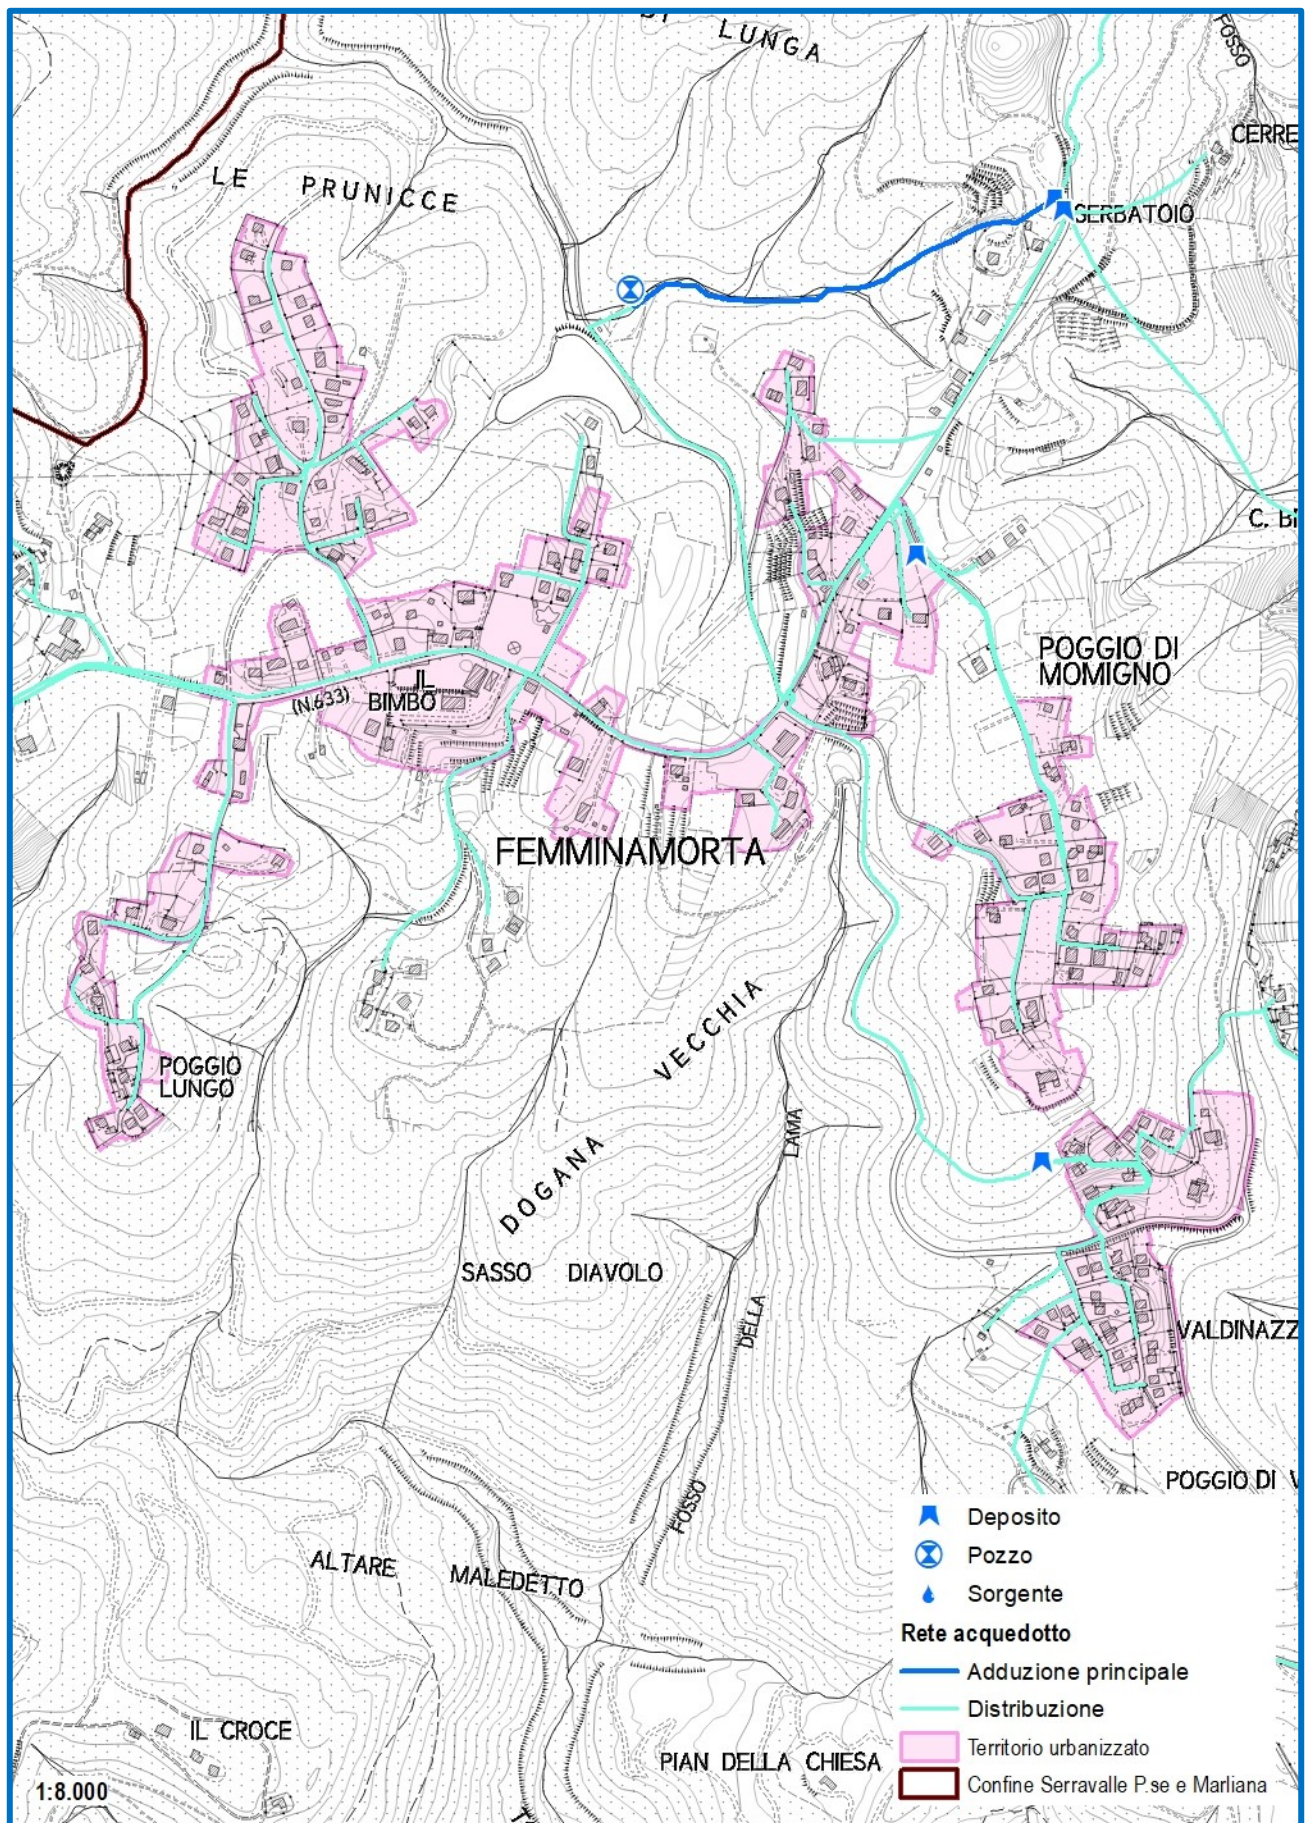 LUNGA
FOSSO
CERRE
LE PRUNICCE
SERBATOIO
C. BI
POGGIO DI
MOMIGNO
IL
BIMBO
(N.633)
FEMMINAMORTA
VECCHIA
POGGIO
LUNGO
LAMA
DOGANA
SASSO DIAVOLO
DELLA
VALDINAZZ
FOSSO
POGGIO DI V
ALTARE MALEDETTO
IL CROCE
PIAN DELLA CHIESA
1:8.000
Deposito
Pozzo
Sorgente
Rete acquedotto
Adduzione principale
Distribuzione
Territorio urbanizzato
Confine Serravalle P.se e Marliana